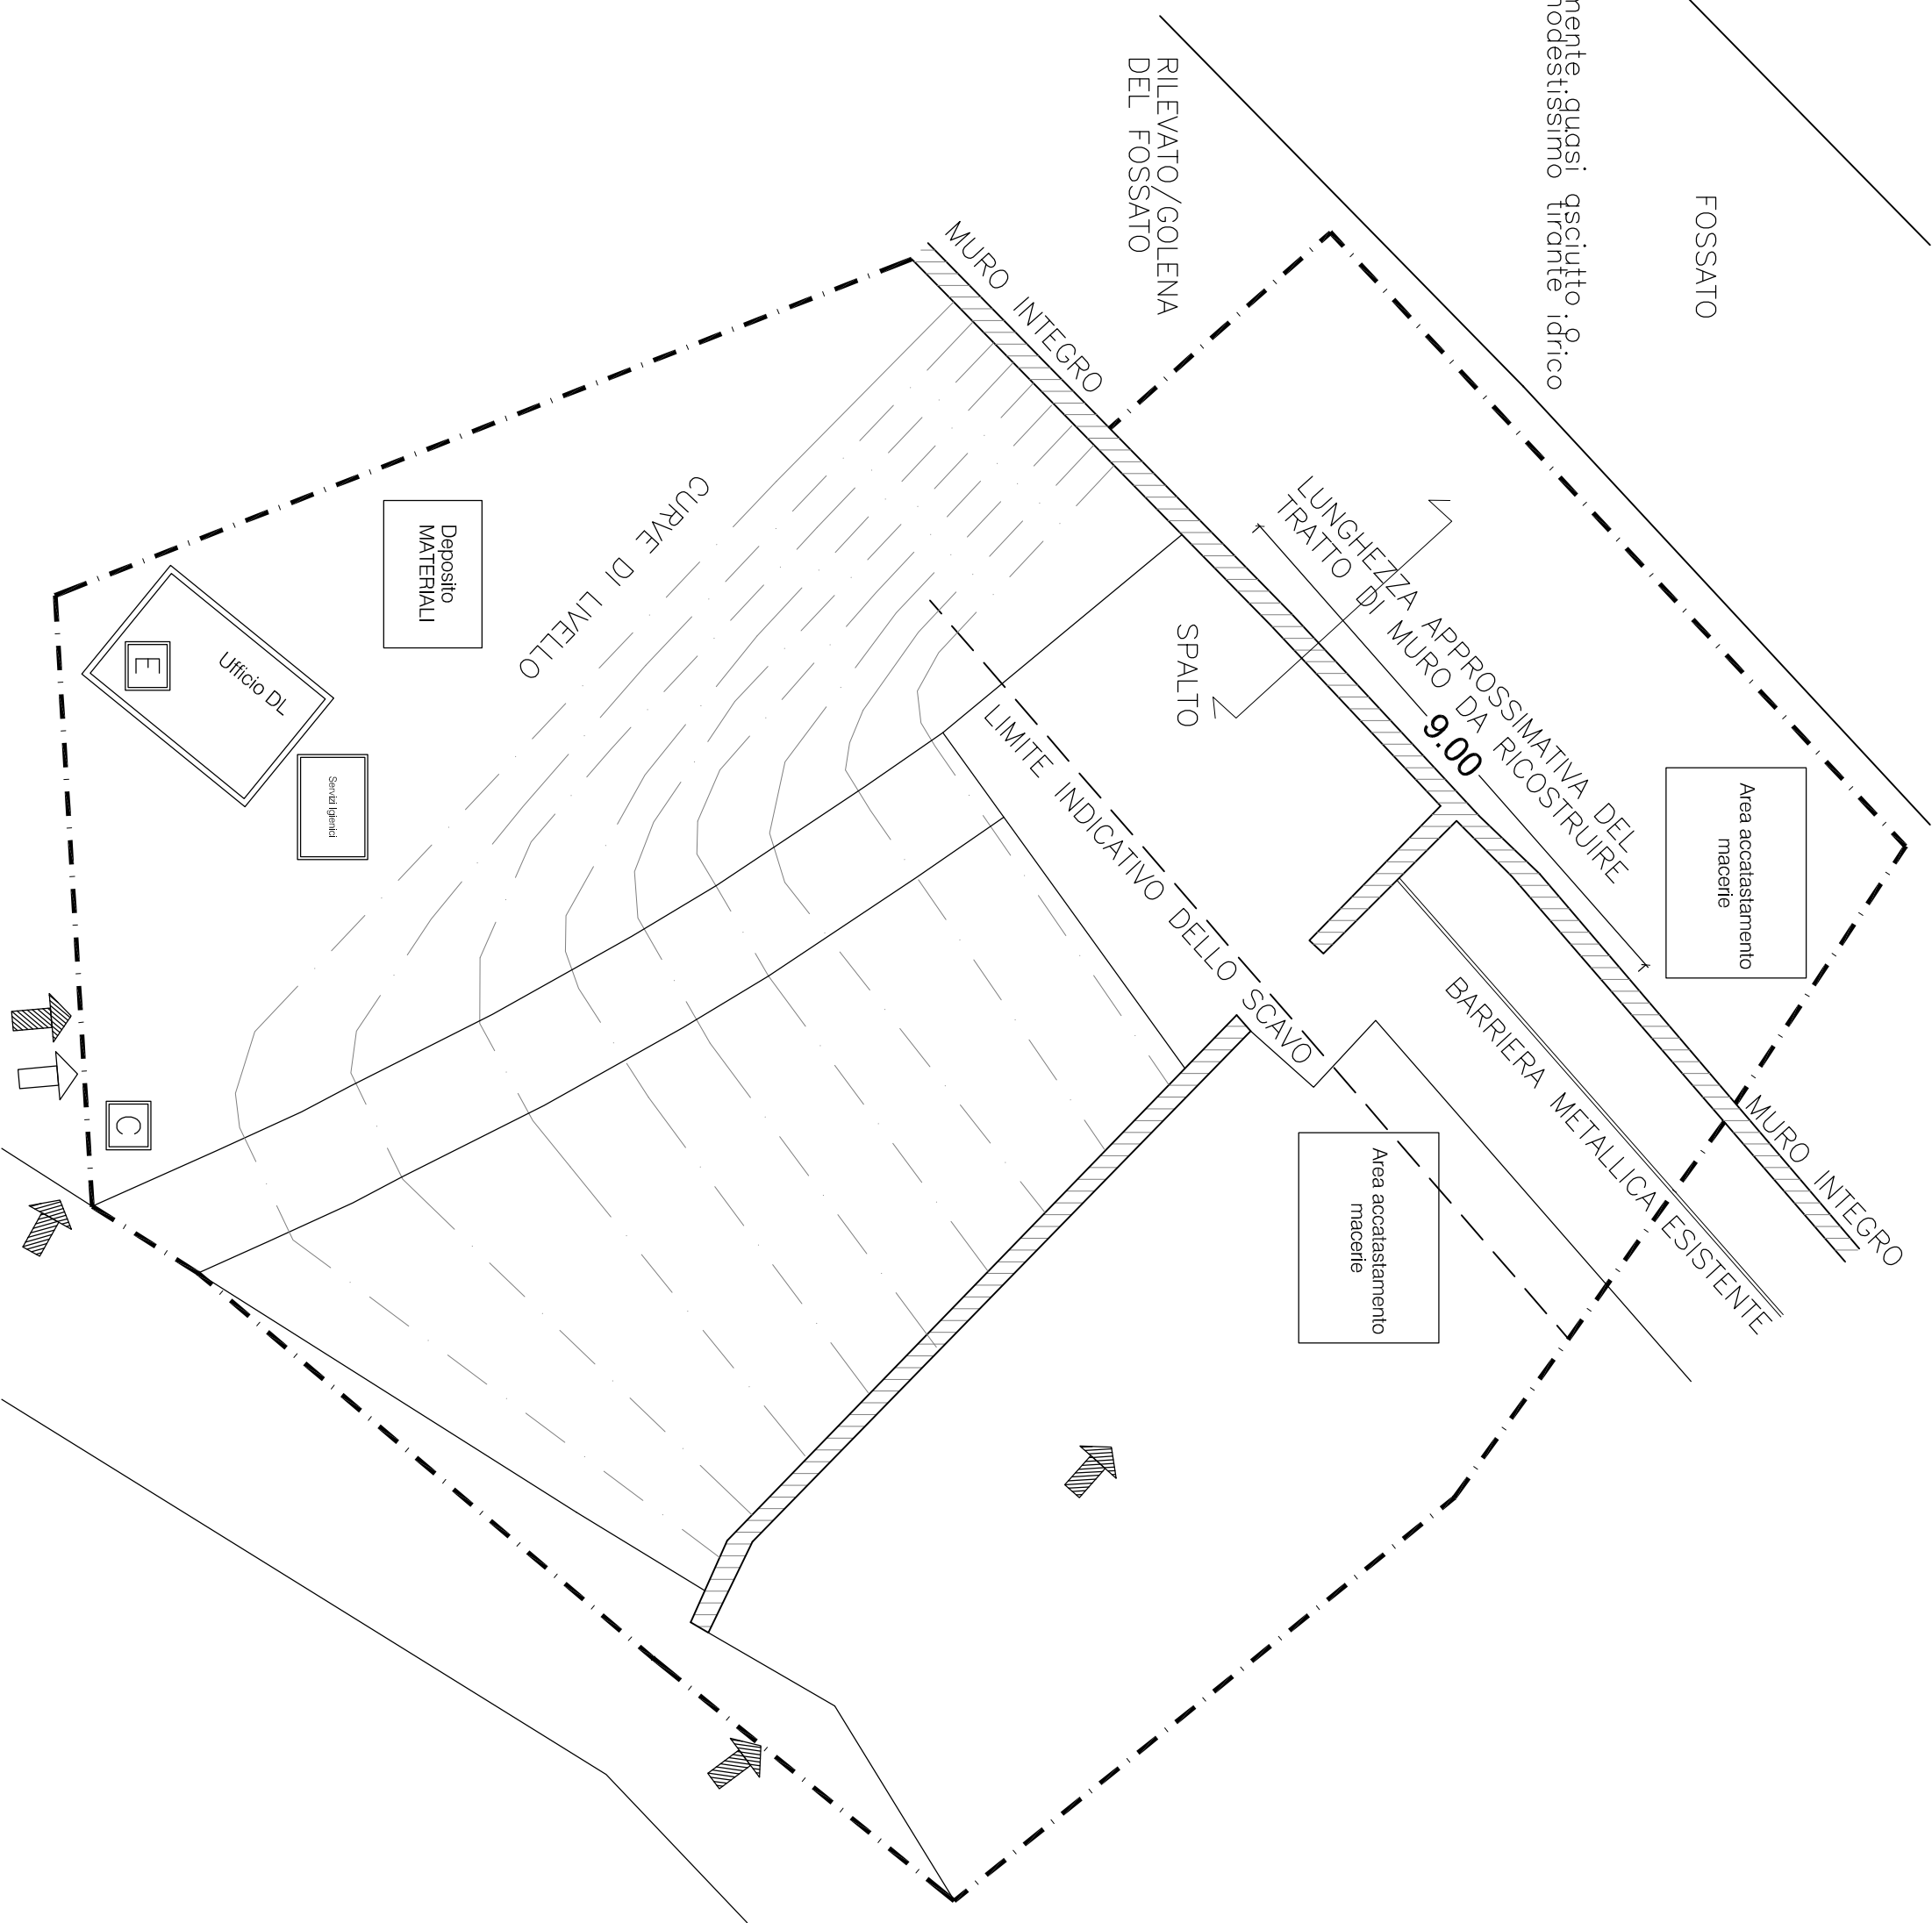 FOSSATO
quasi asciutto o
modestissimo tirante idrico
RILEVATO/GOLENA
DEL FOSSATO
MURO INTEGRO
LUNGHEZZA APPROSSIMATIVA DEL
TRATTO DI MURO DA RICOSTRUIRE
9.00
Area accatastamento
macerie
SPALTO
CURVE DI LIVELLO
Deposito
MATERIALI
Ufficio DL
E
Servizi Igienici
LIMITE INDICATIVO DELLO SCAVO
BARRIERA METALLICA ESISTENTE
MURO INTEGRO
Area accatastamento
macerie
C